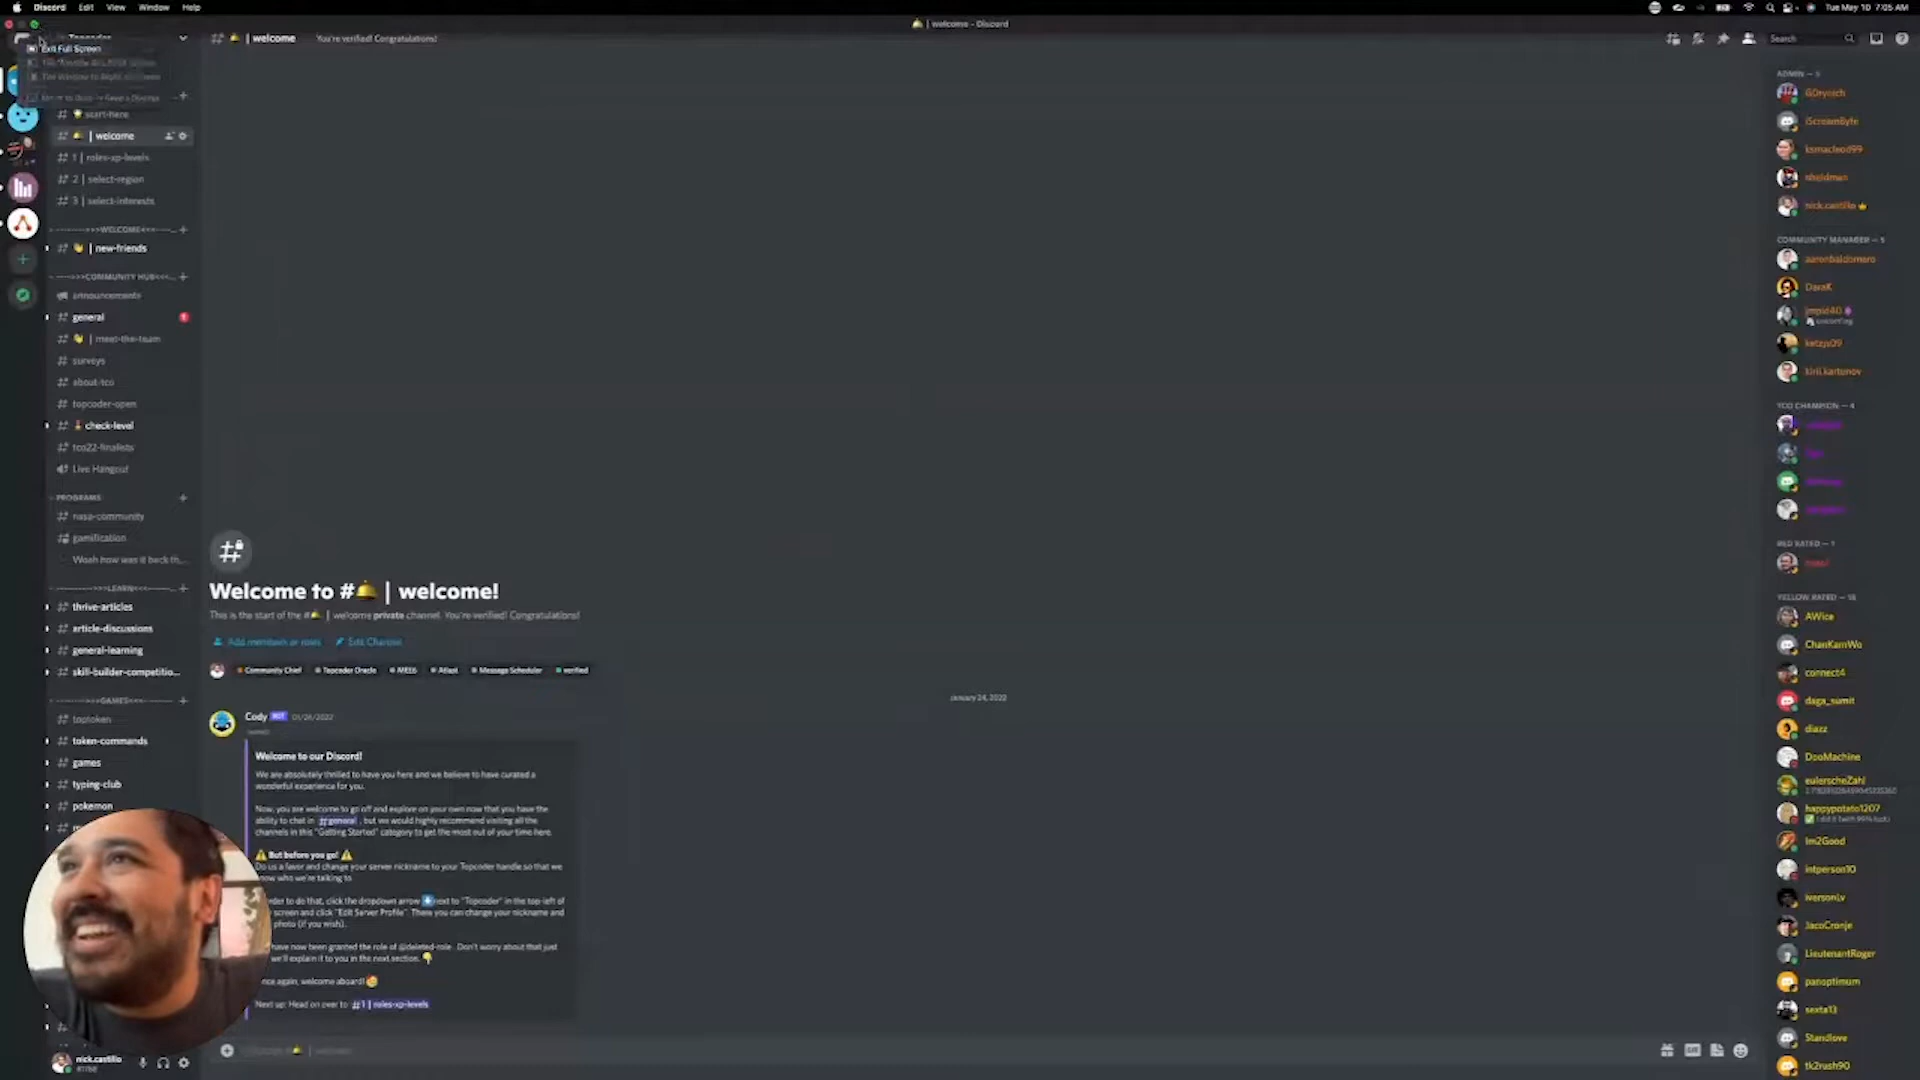 Discord Edit View Window Help
Tue May 10 7:05 AM
| welcome - Discord
| welcome You're verified! Congratulations!
Search
Exit Full Screen
start-here
| welcome
1 | roles-xp-levels
2 | select-region
3 | select-interests
>>>WELCOME<<<
| new-friends
>>>COMMUNITY HUB<<<...
announcements
general 1
| meet-the-team
surveys
about-tco
topcoder-open
check-level
tco22-finalists
Live Hangout
PROGRAMS
nasa-community
gamification
Woah how was it back th...
>>>LEARN<<<
thrive-articles
article-discussions
general-learning
skill-builder-competitio...
>>>GAMES<<<
toptoken
token-commands
games
typing-club
pokemon
nick.castillo
Welcome to # | welcome!
This is the start of the # | welcome private channel. You're verified! Congratulations!
Add members or roles Edit Channel
Community Chief Topcoder Oracle MEE6 Atlasi Message Scheduler verified
January 24, 2022
Cody BOT 01/24/2022
Welcome to our Discord!
We are absolutely thrilled to have you here and we believe to have curated a
wonderful experience for you.
Now, you are welcome to go off and explore on your own now that you have the
ability to chat in #general , but we would highly recommend visiting all the
channels in this "Getting Started" category to get the most out of your time here.
But before you go!
Do us a favor and change your server nickname to your Topcoder handle so that we
now who we're talking to
order to do that, click the dropdown arrow next to "Topcoder" in the top-left of
screen and click "Edit Server Profile". There you can change your nickname and
photo (if you wish).
have now been granted the role of @deleted-role . Don't worry about that just
we'll explain it to you in the next section.
nce again, welcome aboard!
Next up: Head on over to #1 | roles-xp-levels
ADMIN — 5
iScreamByte
ksmacleod99
sheldman
nick.castillo
COMMUNITY MANAGER — 5
aaronbaldomero
DaraK
jmpld40
ketzjs09
kiril.kartunov
TCO CHAMPION — 4
RED RATED — 1
YELLOW RATED — 16
AWice
ChanKamWo
connect4
daga_sumit
diazz
DooMachine
eulerscheZahl
happypotato1207
Im2Good
intperson10
iversonLv
JacoCronje
LieutenantRoger
panoptimum
sexta13
Standlove
tk2rush90